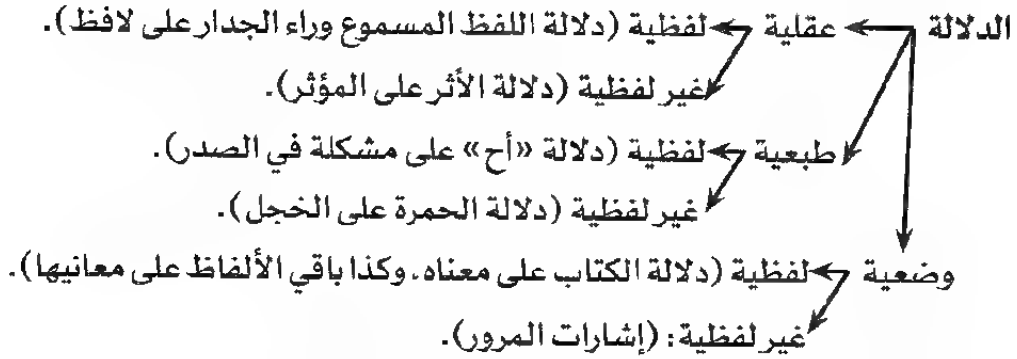 الدلالة عقلية لفظية (دلالة اللفظ المسموع وراء الجدار على لافظ).
غير لفظية (دلالة الأثر على المؤثر).
طبعية لفظية (دلالة «أح» على مشكلة في الصدر).
غير لفظية (دلالة الحمرة على الخجل).
وضعية لفظية (دلالة الكتاب على معناه. وكذا باقي الألفاظ على معانيها).
غير لفظية: (إشارات المرور).